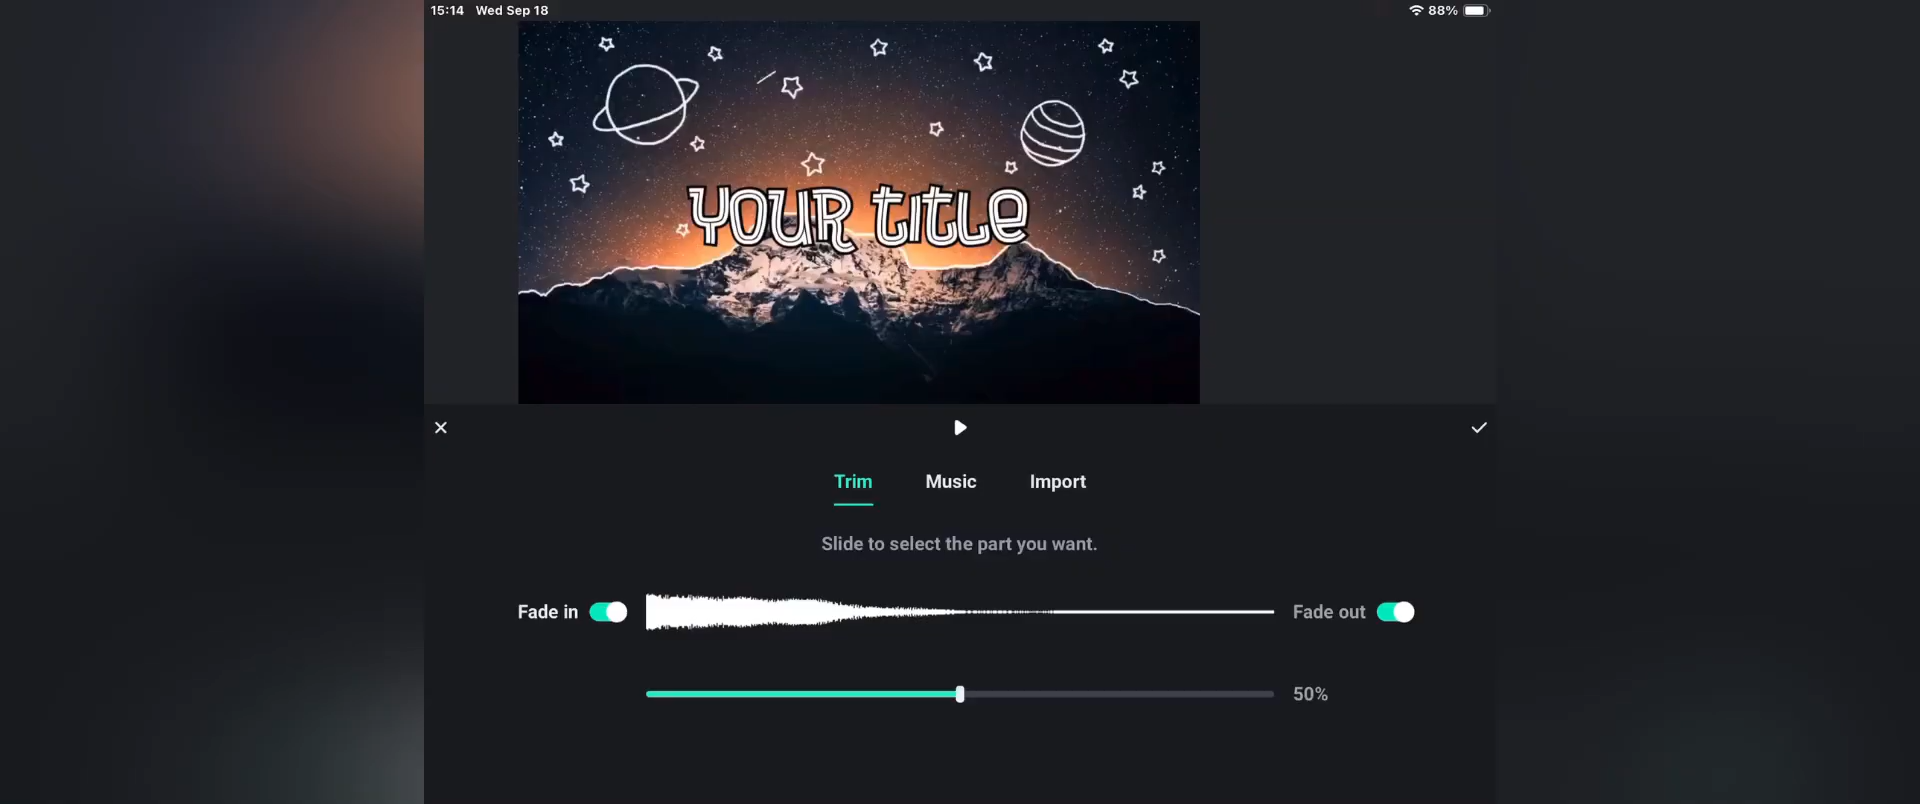 15:14 Wed Sep 18 88%
YOUR title
Trim Music Import
Slide to select the part you want.
Fade in Fade out
50%